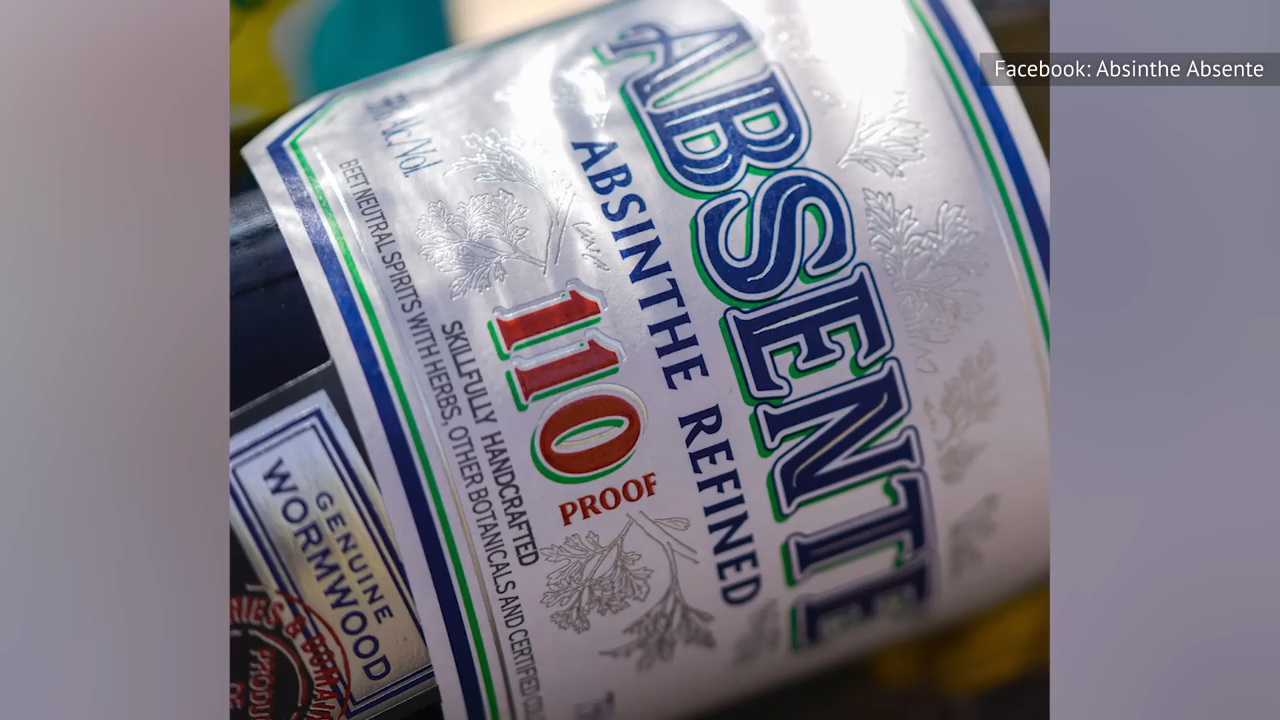 Facebook: Absinthe Absente
ABSENTE
ABSINTHE REFINED
110
PROOF
SKILLFULLY HANDCRAFTED
BEET NEUTRAL SPIRITS WITH HERBS, OTHER BOTANICALS AND CERTIFIED
Alc./Vol.
GENUINE
WORMWOOD